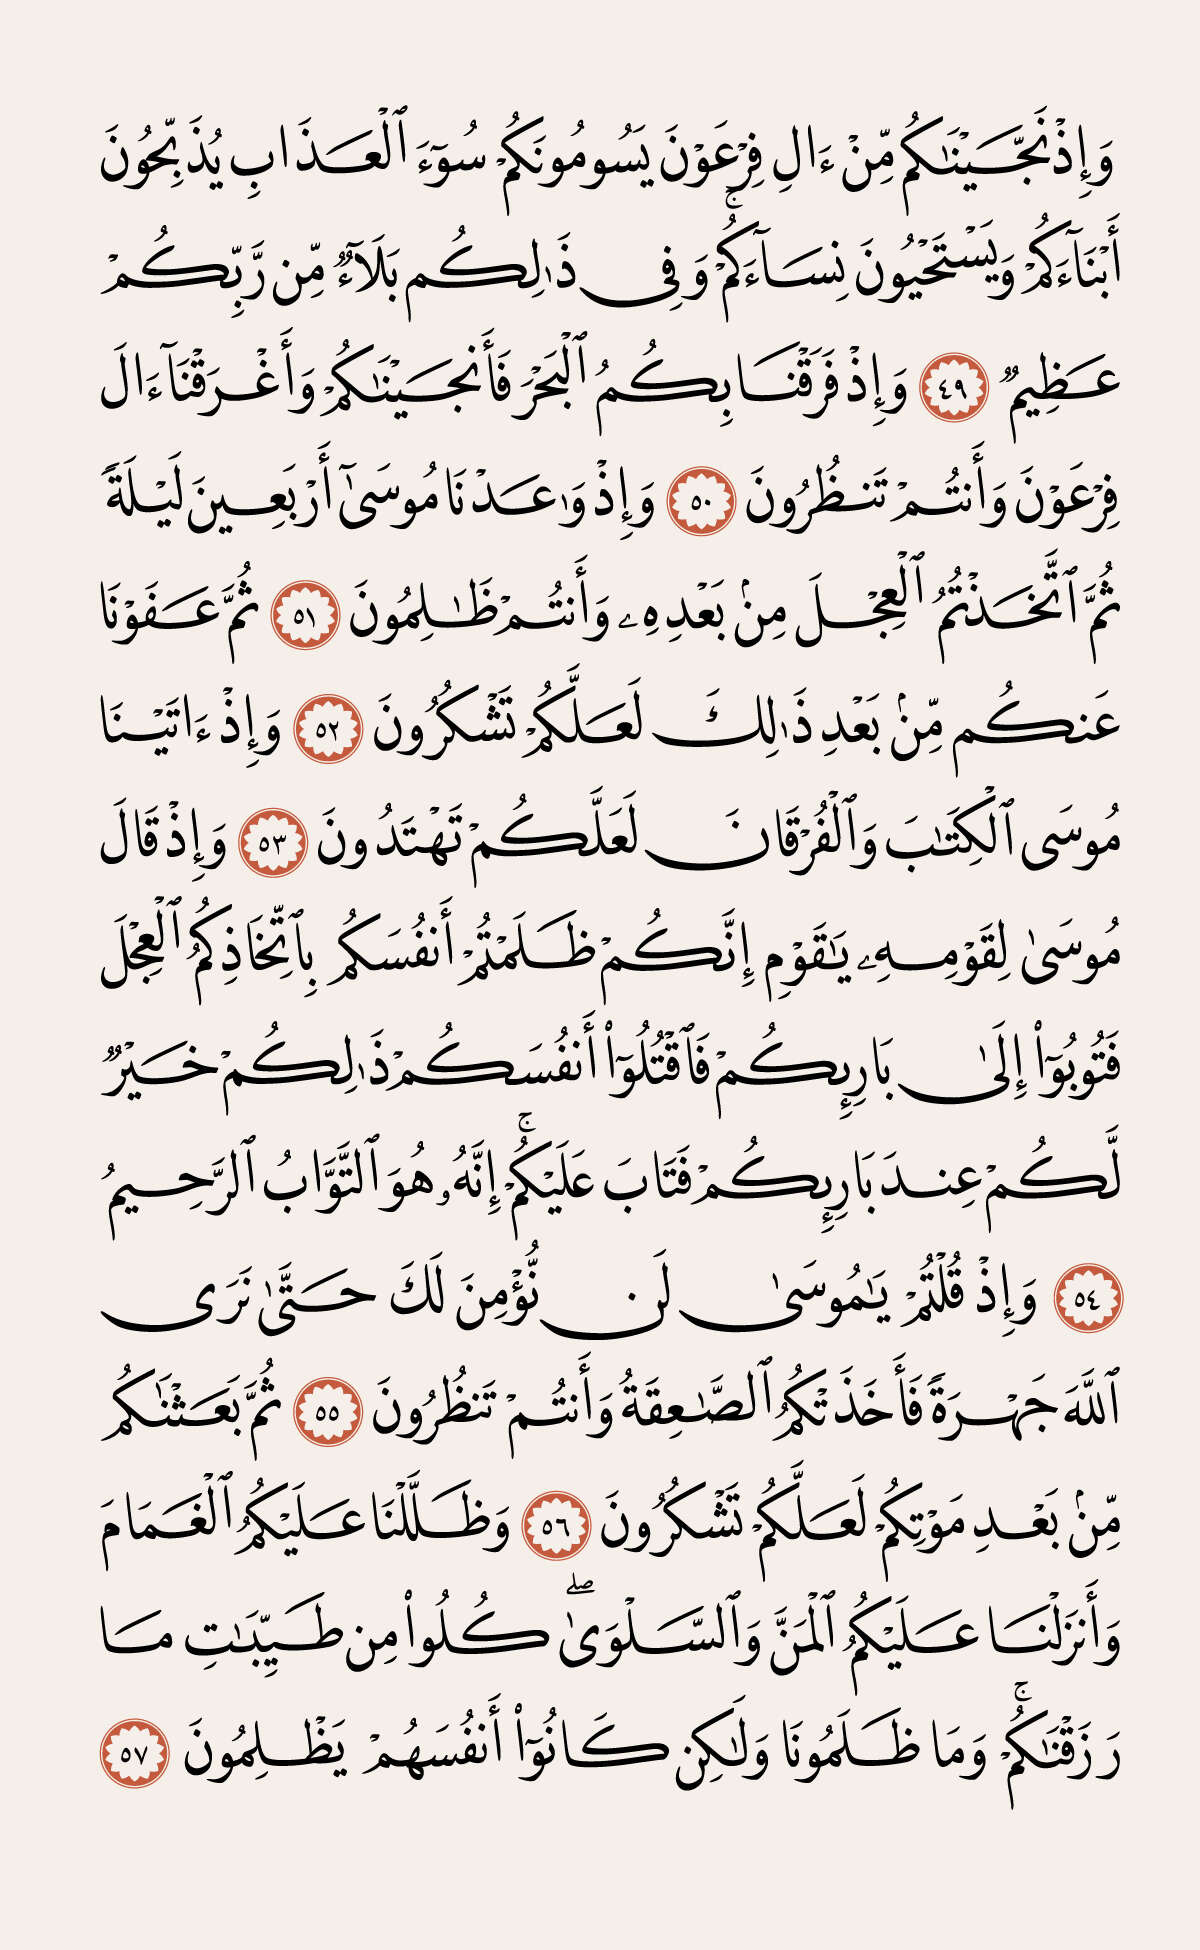 وَإِذْ نَجَّيْنَٰكُم مِّنْ ءَالِ فِرْعَوْنَ يَسُومُونَكُمْ سُوٓءَ ٱلْعَذَابِ يُذَبِّحُونَ
أَبْنَآءَكُمْ وَيَسْتَحْيُونَ نِسَآءَكُمْ ۚ وَفِى ذَٰلِكُم بَلَآءٌ مِّن رَّبِّكُمْ
عَظِيمٌ ٤٩ وَإِذْ فَرَقْنَا بِكُمُ ٱلْبَحْرَ فَأَنجَيْنَٰكُمْ وَأَغْرَقْنَآ ءَالَ
فِرْعَوْنَ وَأَنتُمْ تَنظُرُونَ ٥٠ وَإِذْ وَٰعَدْنَا مُوسَىٰٓ أَرْبَعِينَ لَيْلَةً
ثُمَّ ٱتَّخَذْتُمُ ٱلْعِجْلَ مِنۢ بَعْدِهِۦ وَأَنتُمْ ظَٰلِمُونَ ٥١ ثُمَّ عَفَوْنَا
عَنكُم مِّنۢ بَعْدِ ذَٰلِكَ لَعَلَّكُمْ تَشْكُرُونَ ٥٢ وَإِذْ ءَاتَيْنَا
مُوسَى ٱلْكِتَٰبَ وَٱلْفُرْقَانَ لَعَلَّكُمْ تَهْتَدُونَ ٥٣ وَإِذْ قَالَ
مُوسَىٰ لِقَوْمِهِۦ يَٰقَوْمِ إِنَّكُمْ ظَلَمْتُمْ أَنفُسَكُم بِٱتِّخَاذِكُمُ ٱلْعِجْلَ
فَتُوبُوٓا۟ إِلَىٰ بَارِئِكُمْ فَٱقْتُلُوٓا۟ أَنفُسَكُمْ ذَٰلِكُمْ خَيْرٌ
لَّكُمْ عِندَ بَارِئِكُمْ فَتَابَ عَلَيْكُمْ ۚ إِنَّهُۥ هُوَ ٱلتَّوَّابُ ٱلرَّحِيمُ
٥٤ وَإِذْ قُلْتُمْ يَٰمُوسَىٰ لَن نُّؤْمِنَ لَكَ حَتَّىٰ نَرَى
ٱللَّهَ جَهْرَةً فَأَخَذَتْكُمُ ٱلصَّٰعِقَةُ وَأَنتُمْ تَنظُرُونَ ٥٥ ثُمَّ بَعَثْنَٰكُم
مِّنۢ بَعْدِ مَوْتِكُمْ لَعَلَّكُمْ تَشْكُرُونَ ٥٦ وَظَلَّلْنَا عَلَيْكُمُ ٱلْغَمَامَ
وَأَنزَلْنَا عَلَيْكُمُ ٱلْمَنَّ وَٱلسَّلْوَىٰ ۖ كُلُوا۟ مِن طَيِّبَٰتِ مَا
رَزَقْنَٰكُمْ ۚ وَمَا ظَلَمُونَا وَلَٰكِن كَانُوٓا۟ أَنفُسَهُمْ يَظْلِمُونَ ٥٧